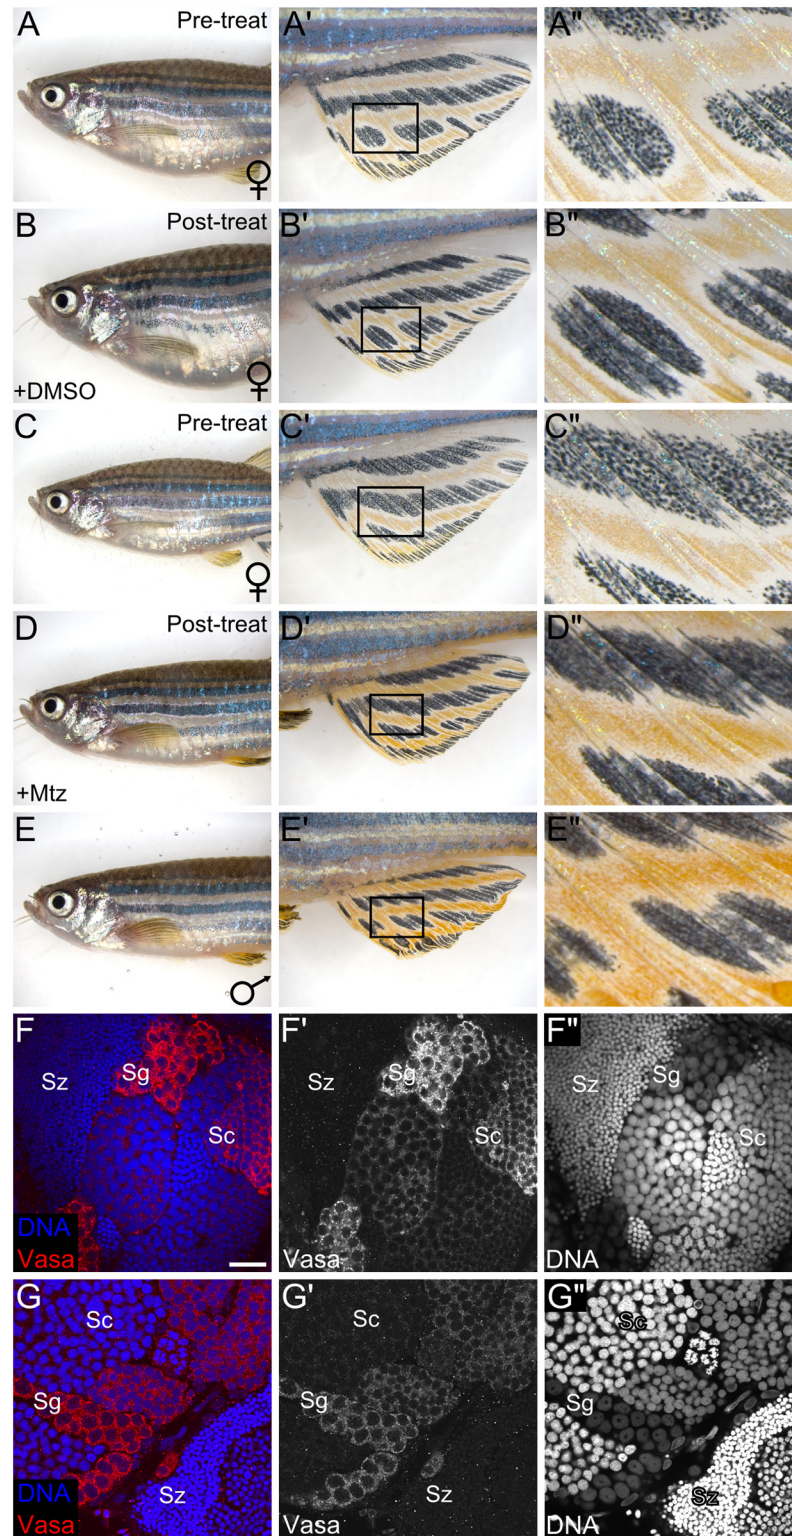 A Pre-treat A' A"
♀
B Post-treat B' B"
+DMSO ♀
C Pre-treat C' C"
♀
D Post-treat D' D"
+Mtz
E E' E"
♂
F F' F"
Sz Sg Sz Sg Sz Sg
Sc Sc Sc
DNA
Vasa Vasa DNA
G G' G"
Sc Sc Sc
Sg Sg Sg
Sz Sz
DNA
Vasa Vasa DNA